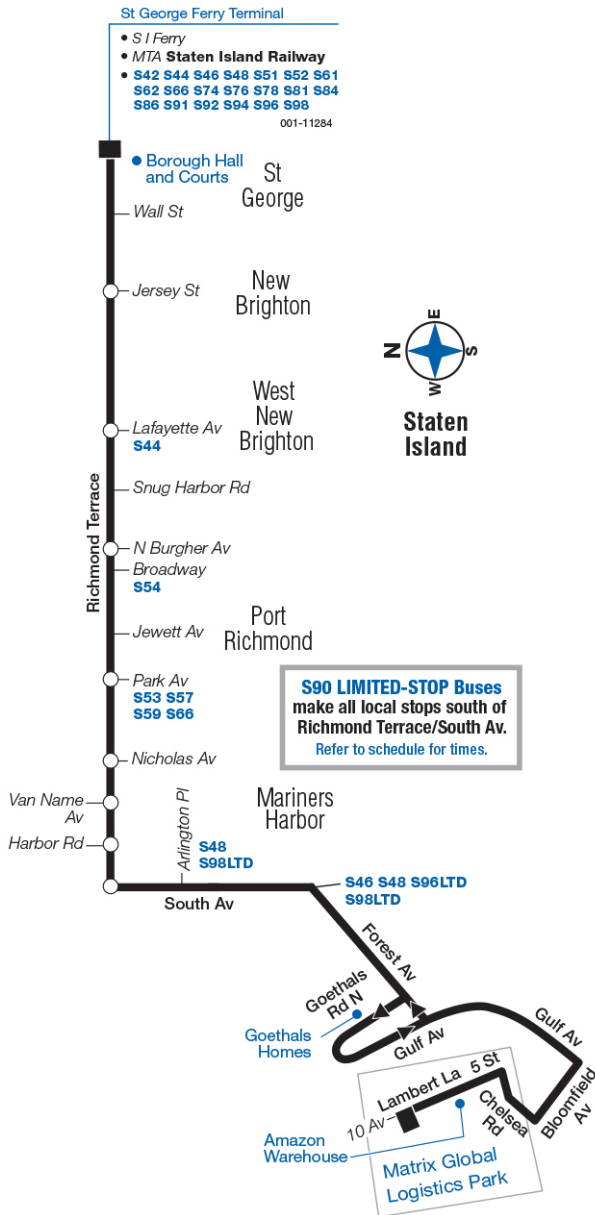 St George Ferry Terminal
• S I Ferry
• MTA Staten Island Railway
• S42 S44 S46 S48 S51 S52 S61
S62 S66 S74 S76 S78 S81 S84
S86 S91 S92 S94 S96 S98
001-11284
Borough Hall
and Courts
St
George
Wall St
Jersey St
New
Brighton
N
E
S
W
Staten
Island
West
New
Brighton
Lafayette Av
S44
Richmond Terrace
Snug Harbor Rd
N Burgher Av
Broadway
S54
Jewett Av
Port
Richmond
Park Av
S53 S57
S59 S66
S90 LIMITED-STOP Buses
make all local stops south of
Richmond Terrace/South Av.
Refer to schedule for times.
Nicholas Av
Van Name
Av
Harbor Rd
Arlington Pl
Mariners
Harbor
S48
S98LTD
South Av
S46 S48 S96LTD
S98LTD
Forest Av
Goethals
Rd N
Goethals
Homes
Gulf Av
Gulf Av
Bloomfield
Av
Chelsea
Rd
Lambert La 5 St
10 Av
Amazon
Warehouse
Matrix Global
Logistics Park